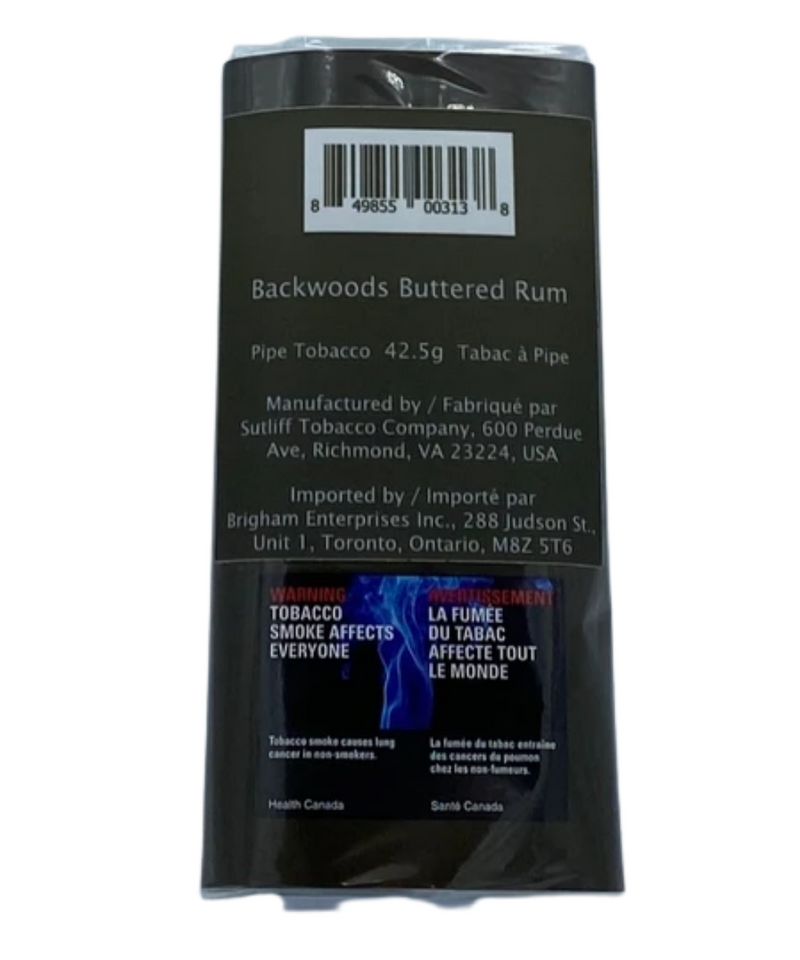 8 49855 00313 8
Backwoods Buttered Rum
Pipe Tobacco 42.5g Tabac à Pipe
Manufactured by / Fabriqué par
Sutliff Tobacco Company, 600 Perdue
Ave, Richmond, VA 23224, USA
Imported by / Importé par
Brigham Enterprises Inc., 288 Judson St.,
Unit 1, Toronto, Ontario, M8Z 5T6
WARNING
TOBACCO
SMOKE AFFECTS
EVERYONE
Tobacco smoke causes lung
cancer in non-smokers.
Health Canada
AVERTISSEMENT
LA FUMÉE
DU TABAC
AFFECTE TOUT
LE MONDE
La fumée du tabac entraîne
des cancers du poumon
chez les non-fumeurs.
Santé Canada